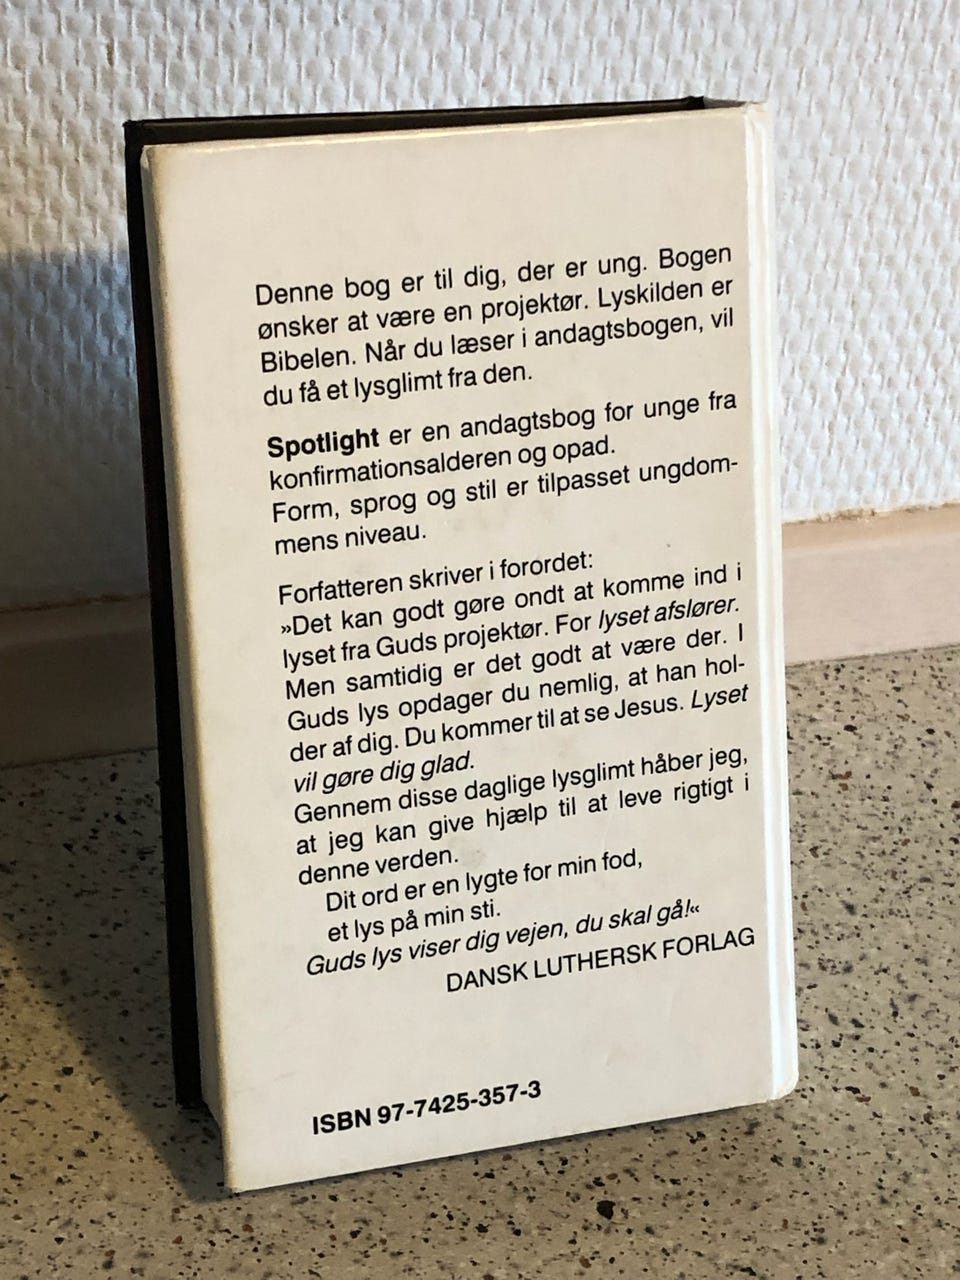 Denne bog er til dig, der er ung. Bogen
ønsker at være en projektør. Lyskilden er
Bibelen. Når du læser i andagtsbogen, vil
du få et lysglimt fra den.
Spotlight er en andagtsbog for unge fra
konfirmationsalderen og opad.
Form, sprog og stil er tilpasset ungdom-
mens niveau.
Forfatteren skriver i forordet:
»Det kan godt gøre ondt at komme ind i
lyset fra Guds projektør. For lyset afslører.
Men samtidig er det godt at være der. I
Guds lys opdager du nemlig, at han hol-
der af dig. Du kommer til at se Jesus. Lyset
vil gøre dig glad.
Gennem disse daglige lysglimt håber jeg,
at jeg kan give hjælp til at leve rigtigt i
denne verden.
Dit ord er en lygte for min fod,
et lys på min sti.
Guds lys viser dig vejen, du skal gå!«
DANSK LUTHERSK FORLAG
ISBN 97-7425-357-3